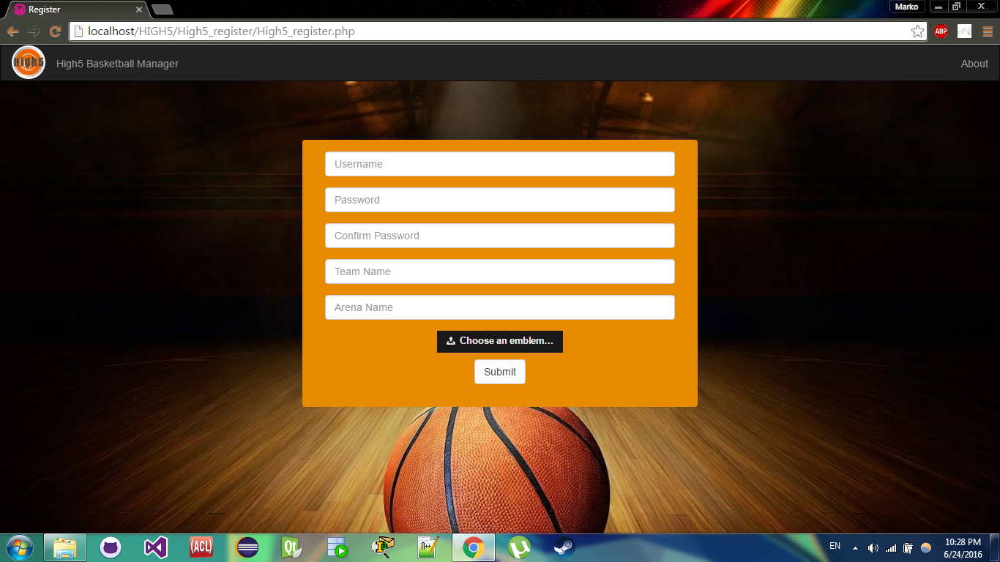 Register
Marko
localhost/HIGH5/High5_register/High5_register.php
ABP
High5
High5 Basketball Manager
About
Username
Password
Confirm Password
Team Name
Arena Name
Choose an emblem…
Submit
(ACL)
Qt
EN
10:28 PM
6/24/2016